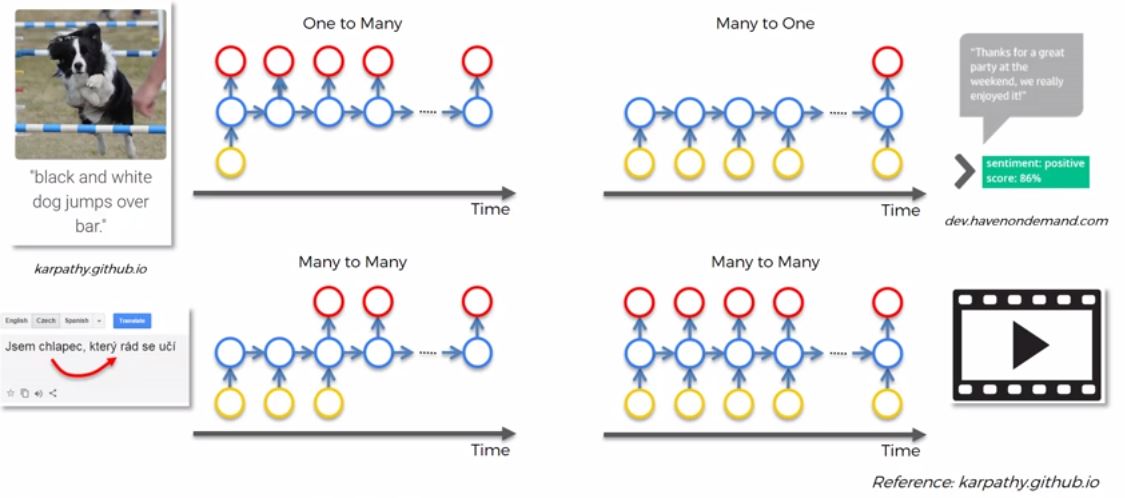 One to Many
Time
"black and white
dog jumps over
bar."
karpathy.github.io
Many to One
Time
"Thanks for a great
party at the
weekend, we really
enjoyed it!"
sentiment: positive
score: 86%
dev.havenondemand.com
Many to Many
English Czech Spanish Translate
Jsem chlapec, který rád se učí
Time
Many to Many
Time
Reference: karpathy.github.io